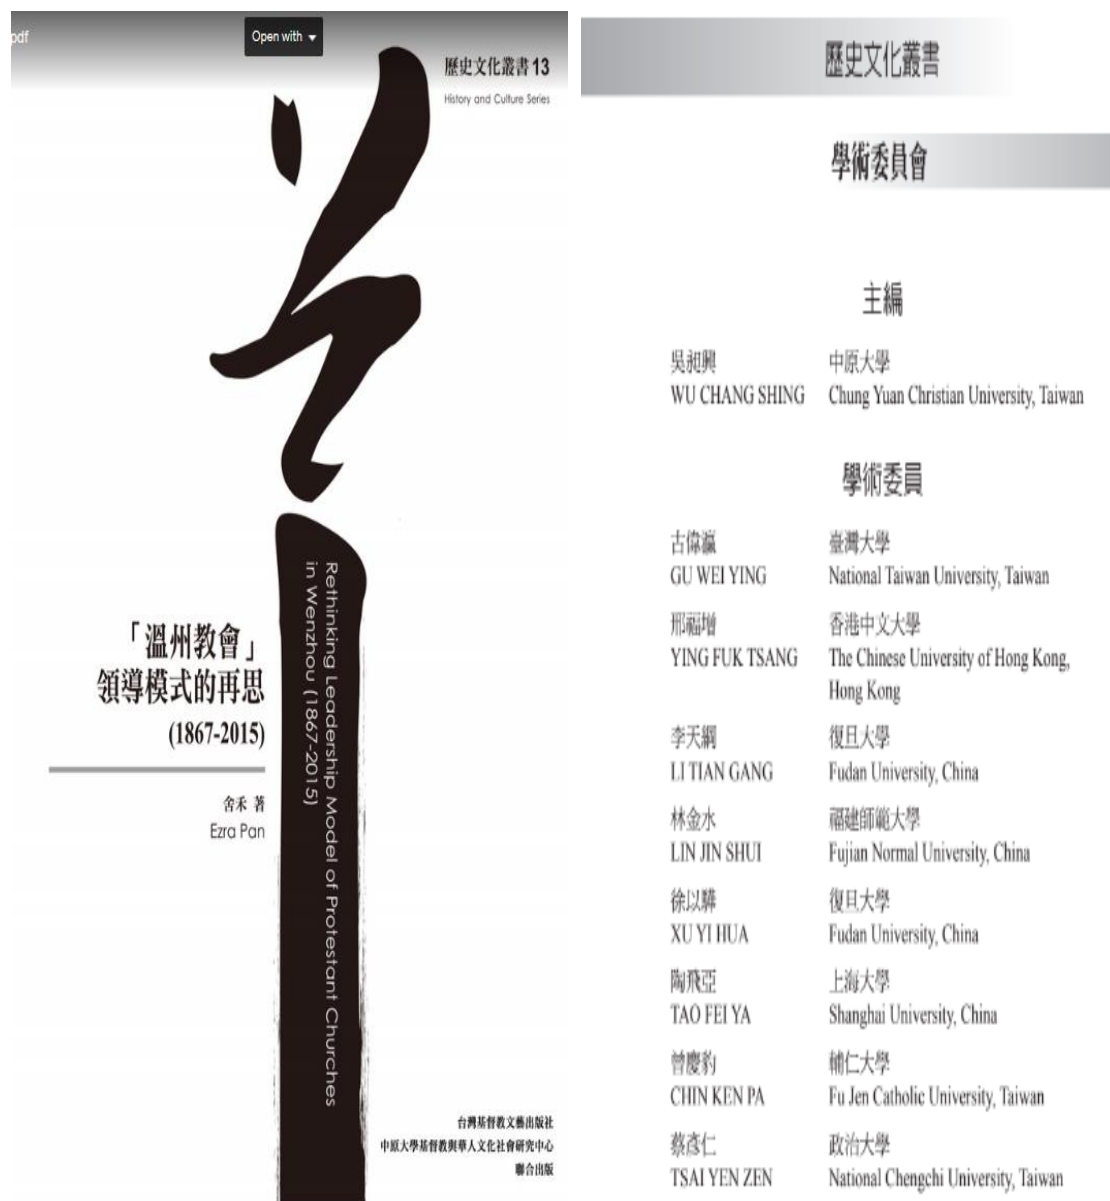 pdf
Open with
歷史文化叢書 13
History and Culture Series
「溫州教會」
領導模式的再思
(1867-2015)
舍禾 著
Ezra Pan
Rethinking Leadership Model of Protestant Churches
in Wenzhou (1867-2015)
台灣基督教文藝出版社
中原大學基督教與華人文化社會研究中心
聯合出版
歷史文化叢書
學術委員會
主編
吳昶興 中原大學
WU CHANG SHING Chung Yuan Christian University, Taiwan
學術委員
古偉瀛 臺灣大學
GU WEI YING National Taiwan University, Taiwan
邢福增 香港中文大學
YING FUK TSANG The Chinese University of Hong Kong,
Hong Kong
李天綱 復旦大學
LI TIAN GANG Fudan University, China
林金水 福建師範大學
LIN JIN SHUI Fujian Normal University, China
徐以驊 復旦大學
XU YI HUA Fudan University, China
陶飛亞 上海大學
TAO FEI YA Shanghai University, China
曾慶豹 輔仁大學
CHIN KEN PA Fu Jen Catholic University, Taiwan
蔡彥仁 政治大學
TSAI YEN ZEN National Chengchi University, Taiwan